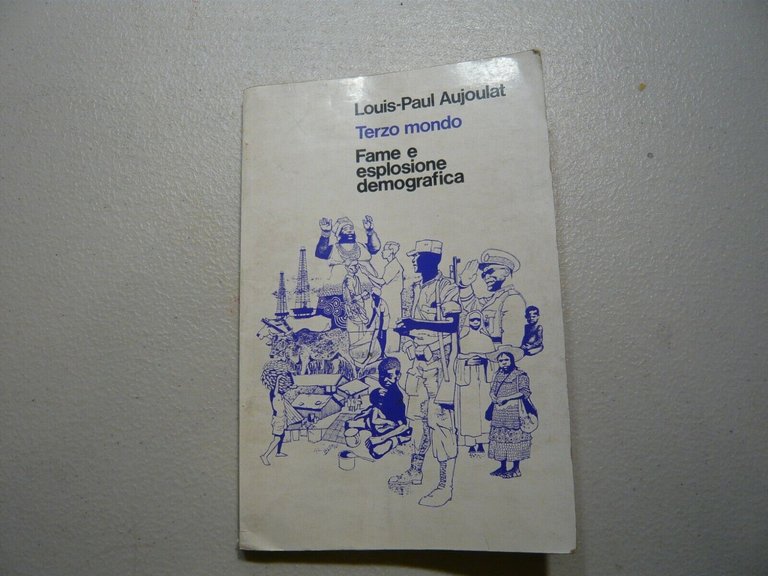 Louis-Paul Aujoulat
Terzo mondo
Fame e
esplosione
demografica